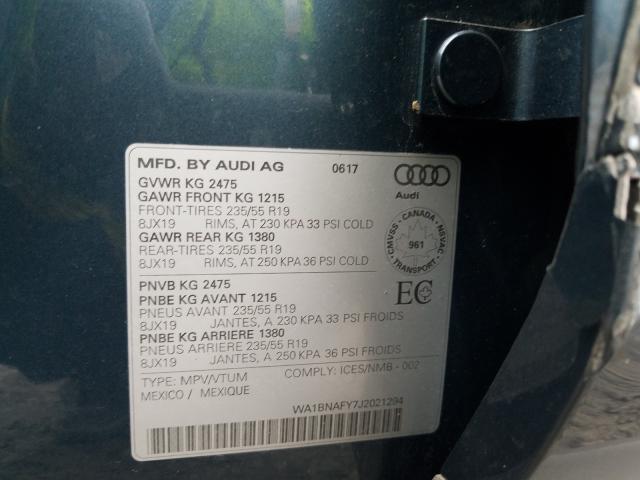 MFD. BY AUDI AG 0617
Audi
GVWR KG 2475
GAWR FRONT KG 1215
FRONT-TIRES 235/55 R19
8JX19 RIMS, AT 230 KPA 33 PSI COLD
GAWR REAR KG 1380
REAR-TIRES 235/55 R19
8JX19 RIMS, AT 250 KPA 36 PSI COLD
CMVSS - CANADA - NSVAC
961
TRANSPORT
PNVB KG 2475
PNBE KG AVANT 1215
PNEUS AVANT 235/55 R19
8JX19 JANTES, A 230 KPA 33 PSI FROIDS
PNBE KG ARRIERE 1380
PNEUS ARRIERE 235/55 R19
8JX19 JANTES, A 250 KPA 36 PSI FROIDS
EC
TYPE: MPV/VTUM COMPLY: ICES/NMB - 002
MEXICO / MEXIQUE
WA1BNAFY7J2021294